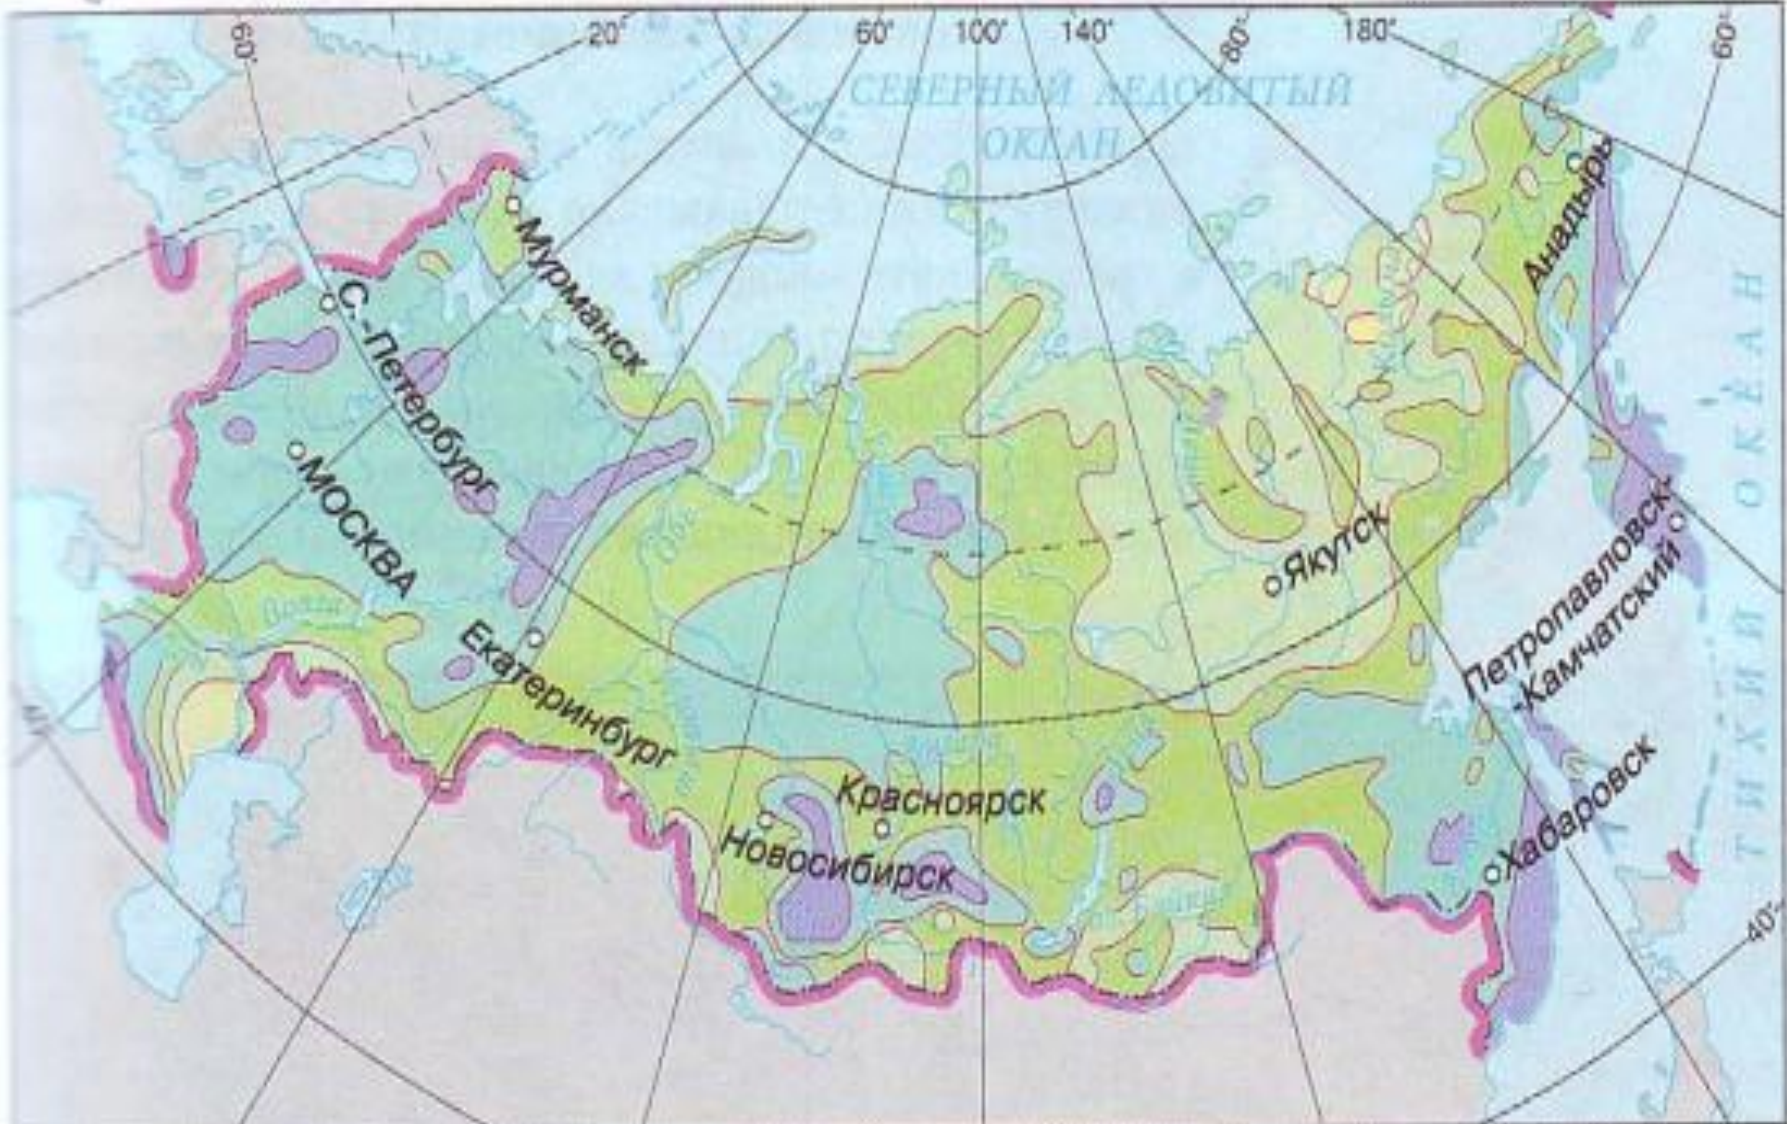 60°
20°
60°
100°
140°
80°
180°
60°
СЕВЕРНЫЙ ЛЕДОВИТЫЙ
ОКЕАН
Мурманск
Анадырь
С.-Петербург
МОСКВА
Обь
Екатеринбург
Якутск
Петропавловск-
-Камчатский
Красноярск
Новосибирск
Хабаровск
ТИХИЙ ОКЕАН
40°
40°